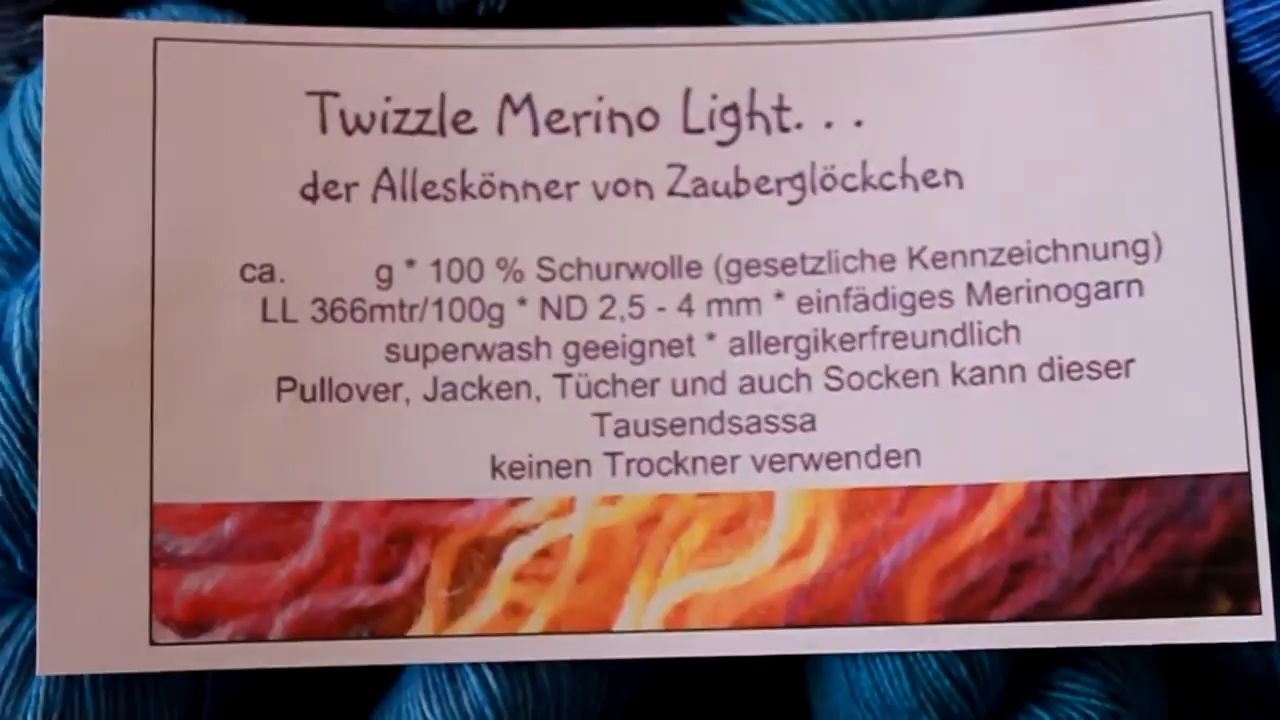 Twizzle Merino Light. . .
der Alleskönner von Zauberglöckchen
ca. g * 100 % Schurwolle (gesetzliche Kennzeichnung)
LL 366mtr/100g * ND 2,5 - 4 mm * einfädiges Merinogarn
superwash geeignet * allergikerfreundlich
Pullover, Jacken, Tücher und auch Socken kann dieser
Tausendsassa
keinen Trockner verwenden